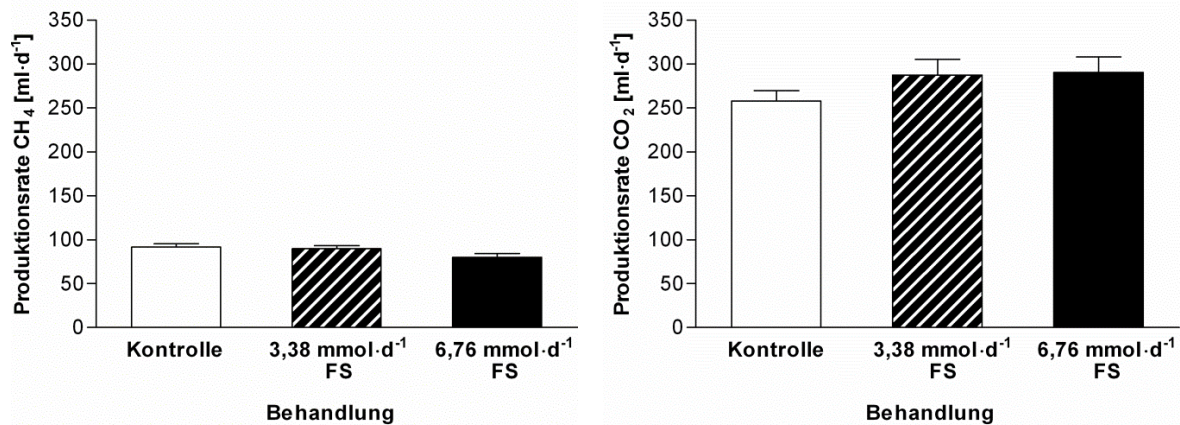 Produktionsrate CH4 [ml·d-1]
350
300
250
200
150
100
50
0
Kontrolle
3,38 mmol·d-1
FS
6,76 mmol·d-1
FS
Behandlung
Produktionsrate CO2 [ml·d-1]
350
300
250
200
150
100
50
0
Kontrolle
3,38 mmol·d-1
FS
6,76 mmol·d-1
FS
Behandlung